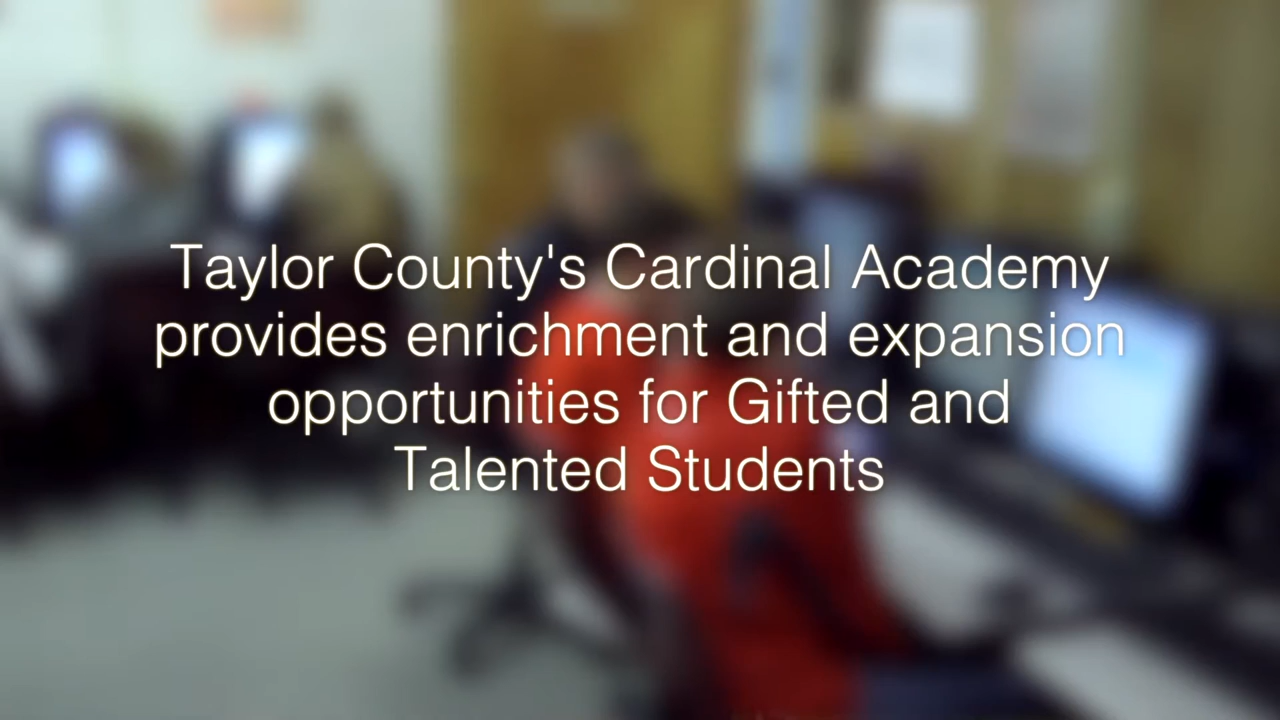 Taylor County's Cardinal Academy
provides enrichment and expansion
opportunities for Gifted and
Talented Students